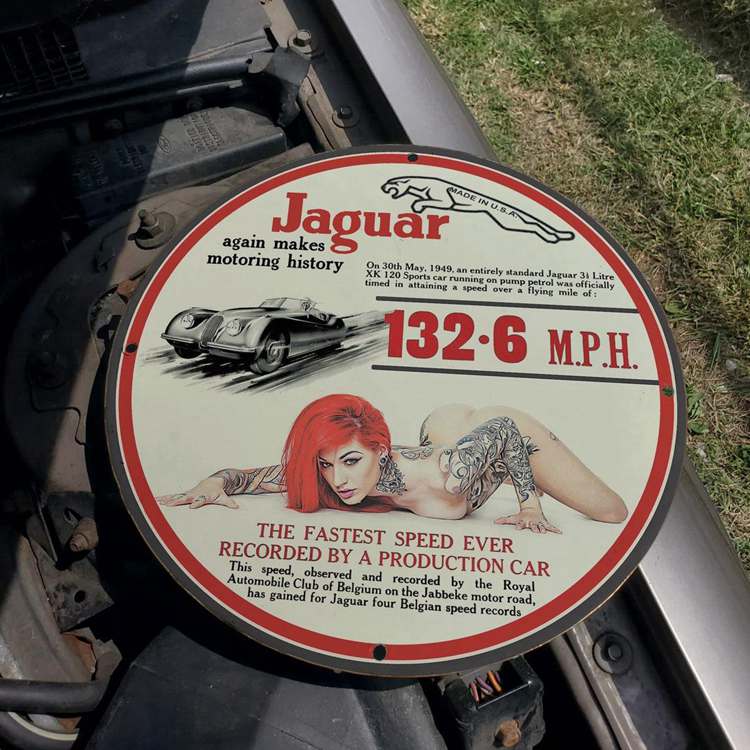 MADE IN U.S.A.
Jaguar
again makes
motoring history
On 30th May, 1949, an entirely standard Jaguar 3½ Litre
XK 120 Sports car running on pump petrol was officially
timed in attaining a speed over a flying mile of :
132·6 M.P.H.
THE FASTEST SPEED EVER
RECORDED BY A PRODUCTION CAR
This speed, observed and recorded by the Royal
Automobile Club of Belgium on the Jabbeke motor road,
has gained for Jaguar four Belgian speed records